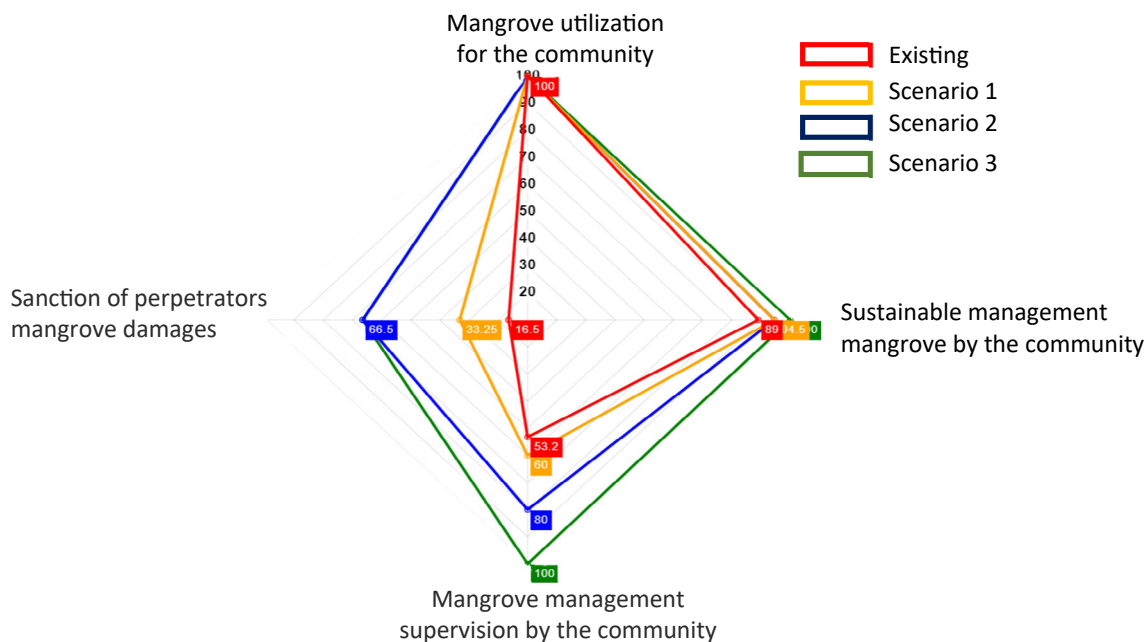 Mangrove utilization
for the community
Existing
Scenario 1
Scenario 2
Scenario 3
100
90
80
70
60
50
40
30
20
100
Sanction of perpetrators
mangrove damages
66.5
33.25
16.5
89
94.5
Sustainable management
mangrove by the community
53.2
60
80
100
Mangrove management
supervision by the community